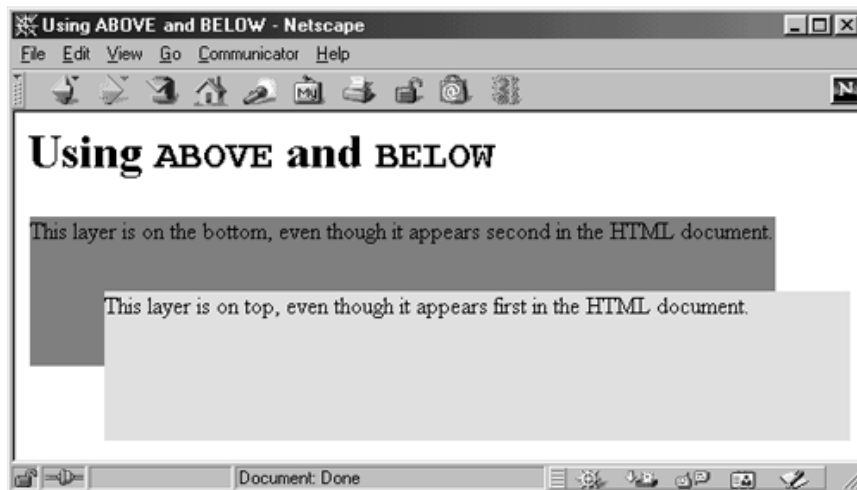 Using ABOVE and BELOW - Netscape
File Edit View Go Communicator Help
My
N
Using ABOVE and BELOW
This layer is on the bottom, even though it appears second in the HTML document.
This layer is on top, even though it appears first in the HTML document.
Document: Done